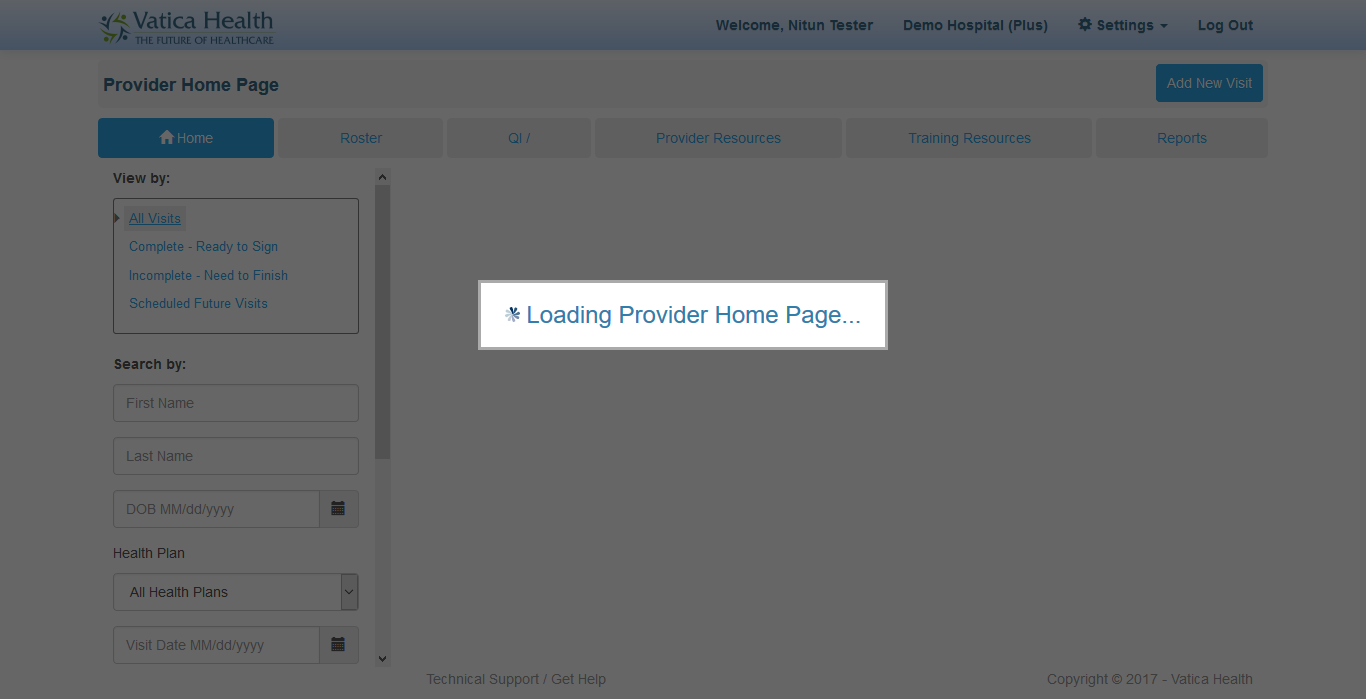 Vatica Health
THE FUTURE OF HEALTHCARE
Welcome, Nitun Tester
Demo Hospital (Plus)
Settings
Log Out
Provider Home Page
Add New Visit
Home
Roster
QI /
Provider Resources
Training Resources
Reports
View by:
All Visits
Complete - Ready to Sign
Incomplete - Need to Finish
Scheduled Future Visits
Loading Provider Home Page...
Search by:
First Name
Last Name
DOB MM/dd/yyyy
Health Plan
All Health Plans
Visit Date MM/dd/yyyy
Technical Support / Get Help
Copyright © 2017 - Vatica Health